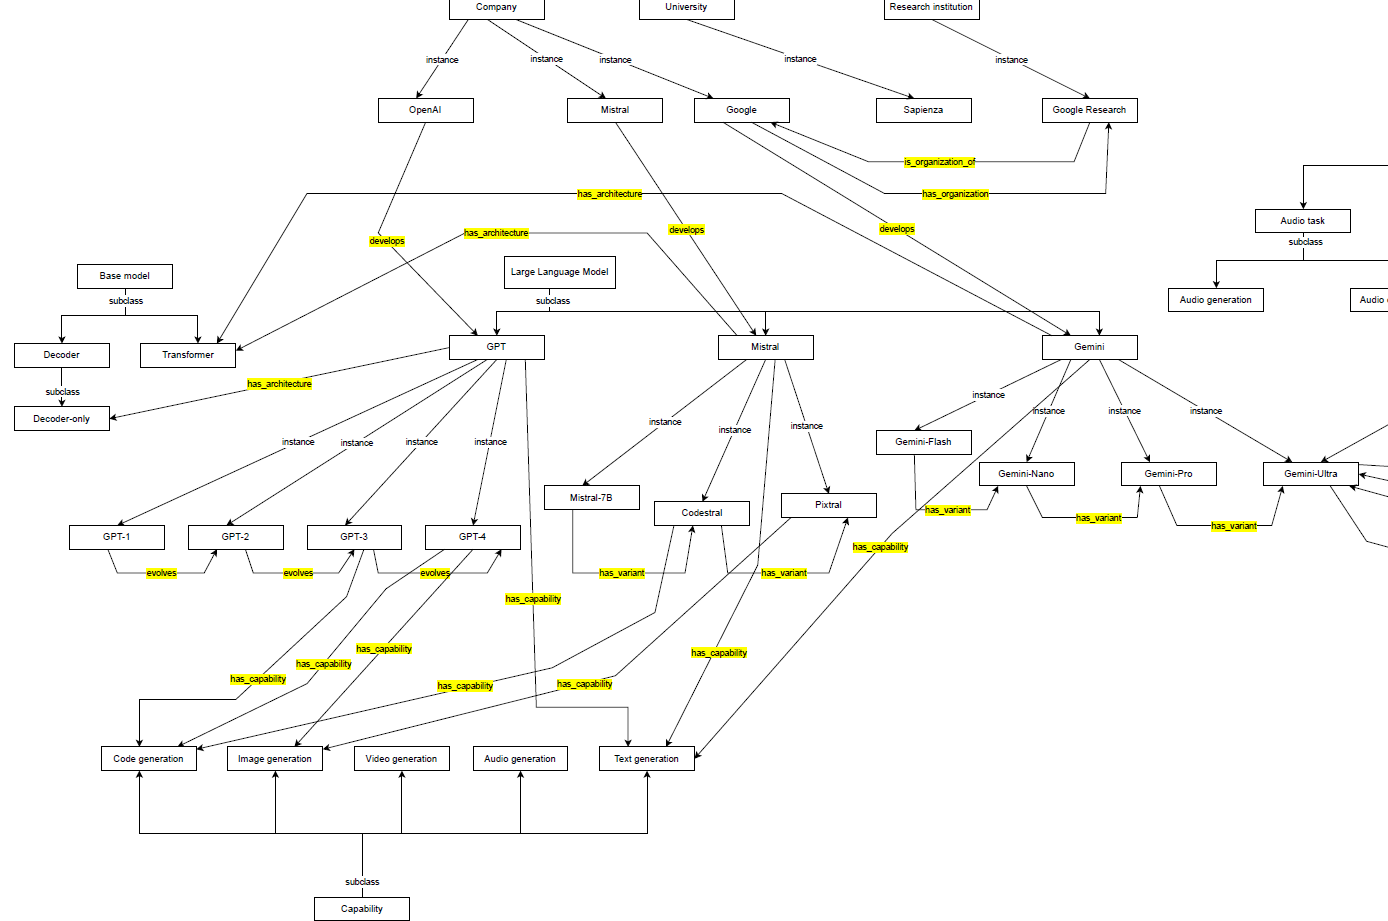 Company
University
Research institution
instance
instance
instance
instance
instance
OpenAI
Mistral
Google
Sapienza
Google Research
is_organization_of
has_architecture
has_organization
Audio task
develops
has_architecture
develops
develops
subclass
Base model
Large Language Model
subclass
subclass
Audio generation
Audio
Decoder
Transformer
GPT
Mistral
Gemini
subclass
has_architecture
Decoder-only
instance
instance
instance
instance
instance
instance
instance
instance
instance
instance
instance
Gemini-Flash
Gemini-Nano
Gemini-Pro
Gemini-Ultra
Mistral-7B
Codestral
Pixtral
has_variant
has_variant
has_variant
GPT-1
GPT-2
GPT-3
GPT-4
has_capability
evolves
evolves
evolves
has_variant
has_variant
has_capability
has_capability
has_capability
has_capability
has_capability
has_capability
has_capability
Code generation
Image generation
Video generation
Audio generation
Text generation
subclass
Capability